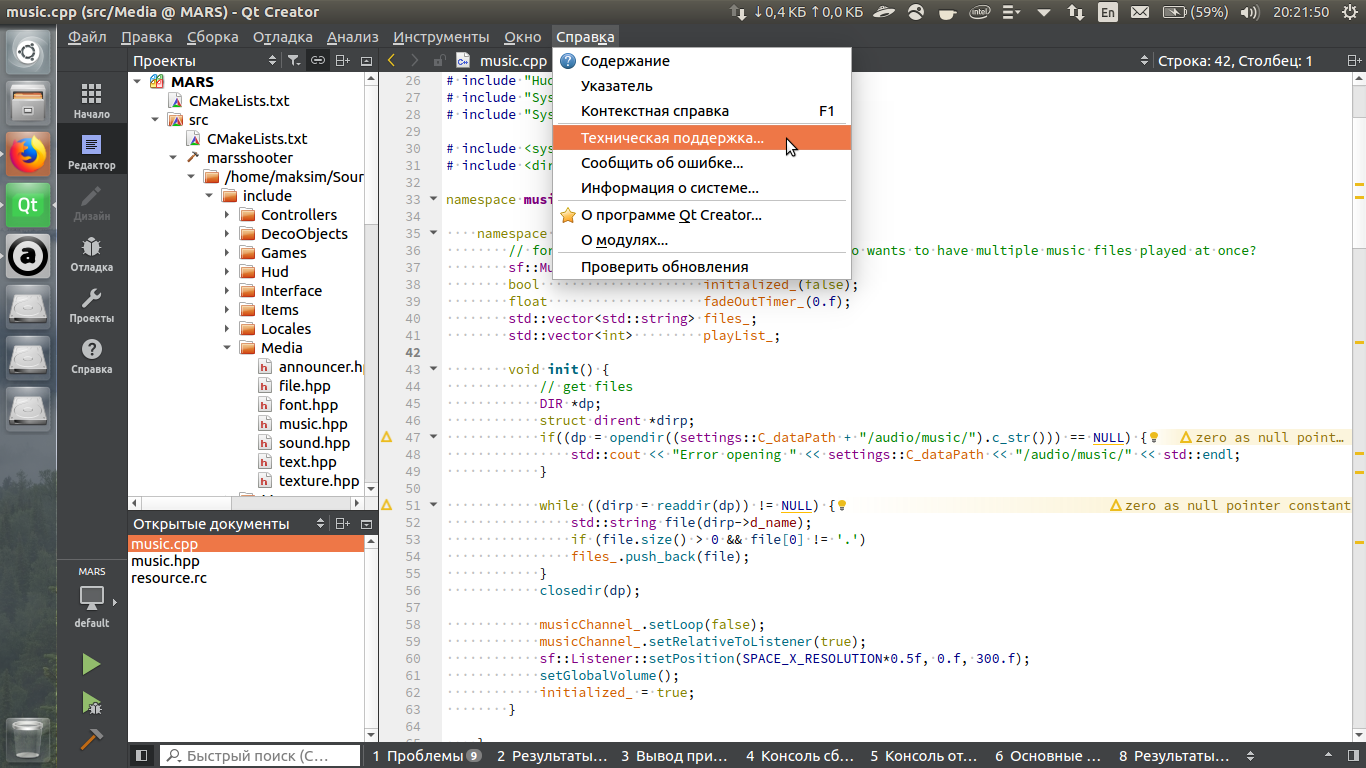 music.cpp (src/Media @ MARS) - Qt Creator
↓0,4 КБ ↑0,0 КБ
intel
En
(59%)
20:21:50
Файл Правка Сборка Отладка Анализ Инструменты Окно Справка
Проекты
music.cpp
Строка: 42, Столбец: 1
Начало
Редактор
Дизайн
Отладка
Проекты
Справка
MARS
default
MARS
CMakeLists.txt
src
CMakeLists.txt
marsshooter
/home/maksim/Sour
include
Controllers
DecoObjects
Games
Hud
Interface
Items
Locales
Media
announcer.h
file.hpp
font.hpp
music.hpp
sound.hpp
text.hpp
texture.hpp
Открытые документы
music.cpp
music.hpp
resource.rc
Содержание
Указатель
Контекстная справка F1
Техническая поддержка...
Сообщить об ошибке...
Информация о системе...
О программе Qt Creator...
О модулях...
Проверить обновления
26 # include "Hud
27 # include "Sys
28 # include "Sys
29
30 # include <sys
31 # include <dir
32
33 namespace musi
34
35 namespace
36 // for o wants to have multiple music files played at once?
37 sf::Mu
38 bool initialized_(false);
39 float fadeOutTimer_(0.f);
40 std::vector<std::string> files_;
41 std::vector<int> playList_;
42
43 void init() {
44 // get files
45 DIR *dp;
46 struct dirent *dirp;
47 if((dp = opendir((settings::C_dataPath + "/audio/music/").c_str())) == NULL) { zero as null point...
48 std::cout << "Error opening " << settings::C_dataPath << "/audio/music/" << std::endl;
49 }
50
51 while ((dirp = readdir(dp)) != NULL) { zero as null pointer constant
52 std::string file(dirp->d_name);
53 if (file.size() > 0 && file[0] != '.')
54 files_.push_back(file);
55 }
56 closedir(dp);
57
58 musicChannel_.setLoop(false);
59 musicChannel_.setRelativeToListener(true);
60 sf::Listener::setPosition(SPACE_X_RESOLUTION*0.5f, 0.f, 300.f);
61 setGlobalVolume();
62 initialized_ = true;
63 }
64
Быстрый поиск (C...
1 Проблемы 9
2 Результаты...
3 Вывод при...
4 Консоль сб...
5 Консоль от...
6 Основные ...
8 Результаты...